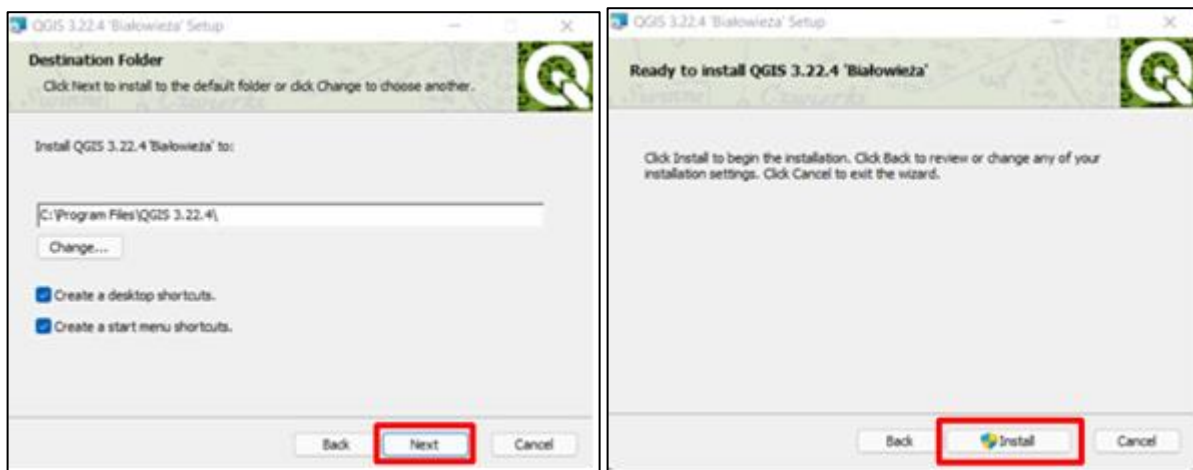 QGIS 3.22.4 'Białowieża' Setup
Destination Folder
Click Next to install to the default folder or click Change to choose another.
Install QGIS 3.22.4 'Białowieża' to:
C:\Program Files\QGIS 3.22.4\
Change...
Create a desktop shortcuts.
Create a start menu shortcuts.
Back Next Cancel
QGIS 3.22.4 'Białowieża' Setup
Ready to install QGIS 3.22.4 'Białowieża'
Click Install to begin the installation. Click Back to review or change any of your
installation settings. Click Cancel to exit the wizard.
Back Install Cancel